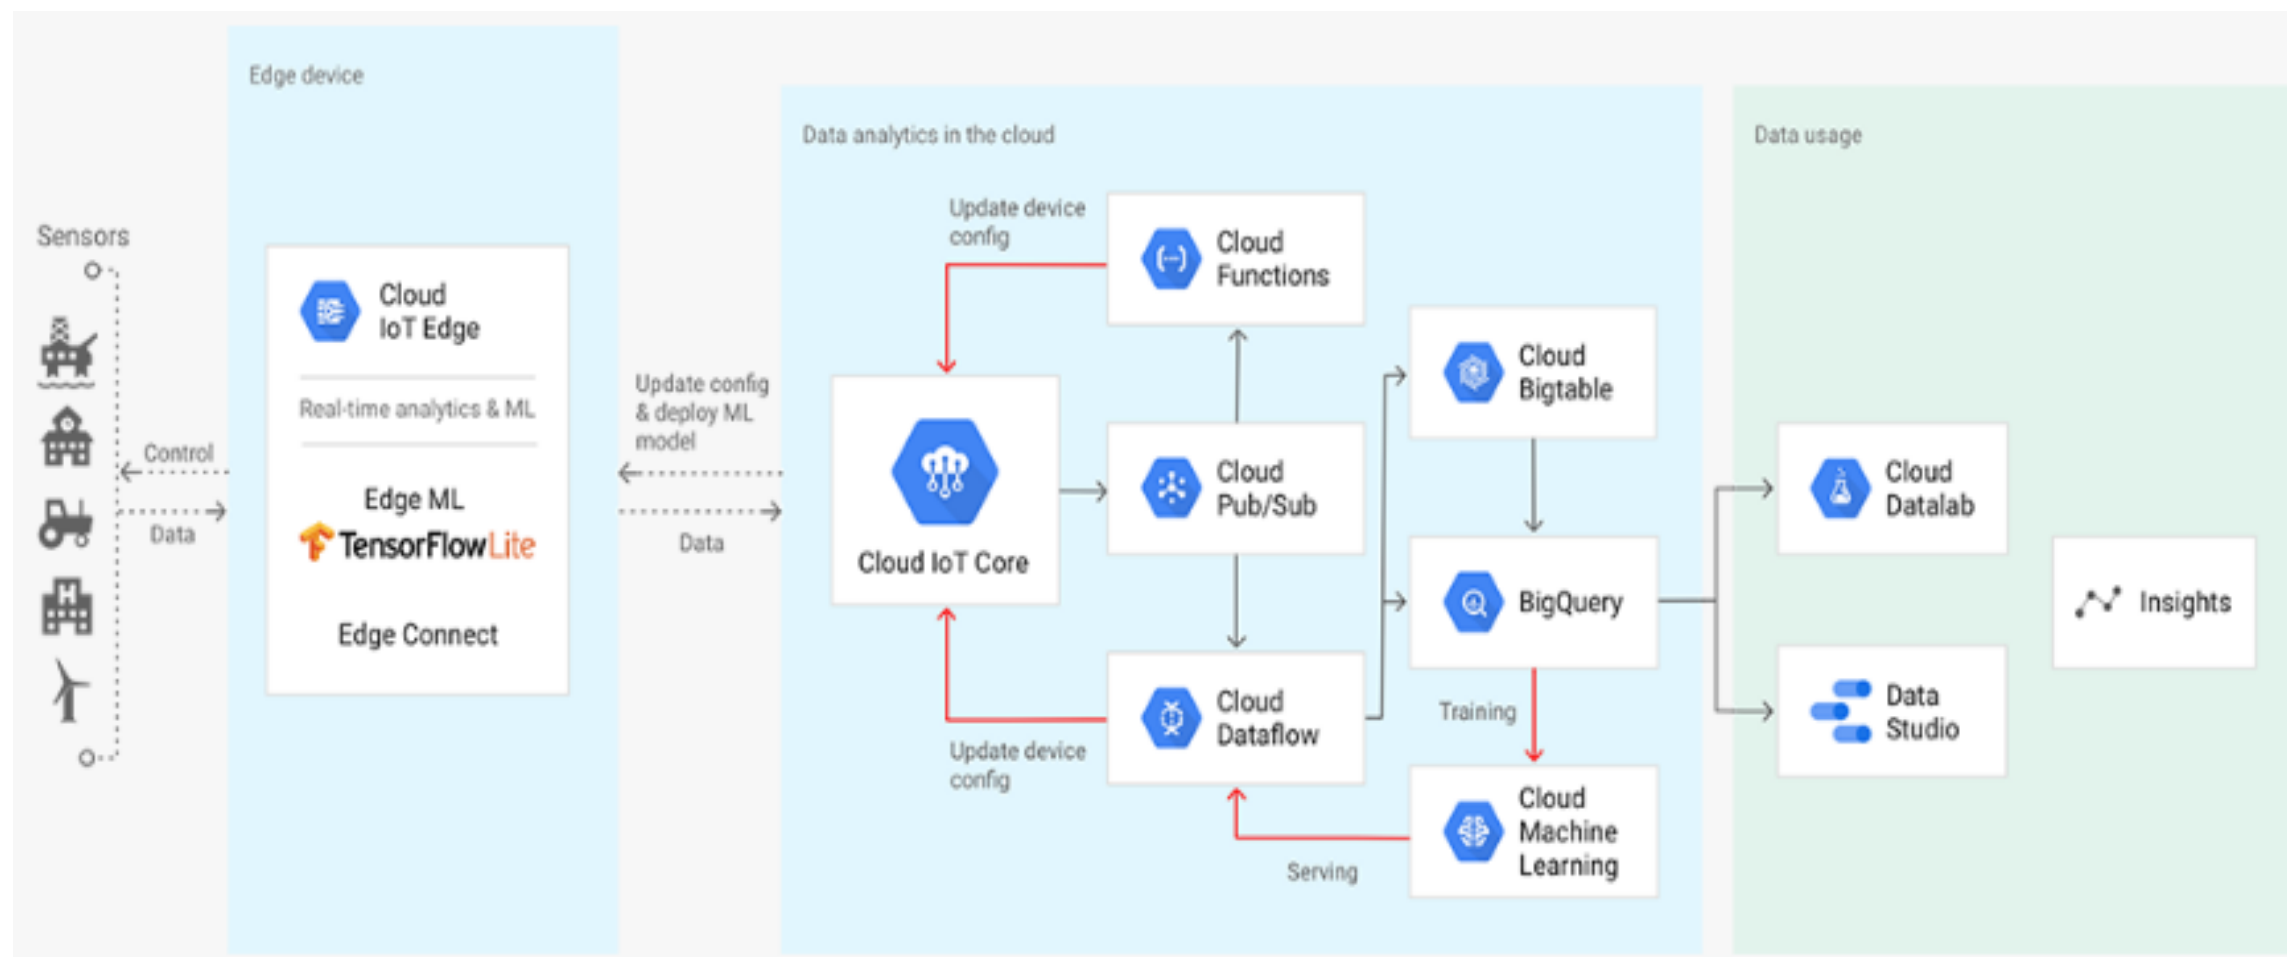 Sensors
Control
Data
Edge device
Cloud
IoT Edge
Real-time analytics & ML
Edge ML
TensorFlowLite
Edge Connect
Update config
& deploy ML
model
Data
Data analytics in the cloud
Update device
config
Cloud
Functions
Cloud IoT Core
Cloud
Pub/Sub
Update device
config
Cloud
Dataflow
Cloud
Bigtable
BigQuery
Training
Serving
Cloud
Machine
Learning
Data usage
Cloud
Datalab
Data
Studio
Insights